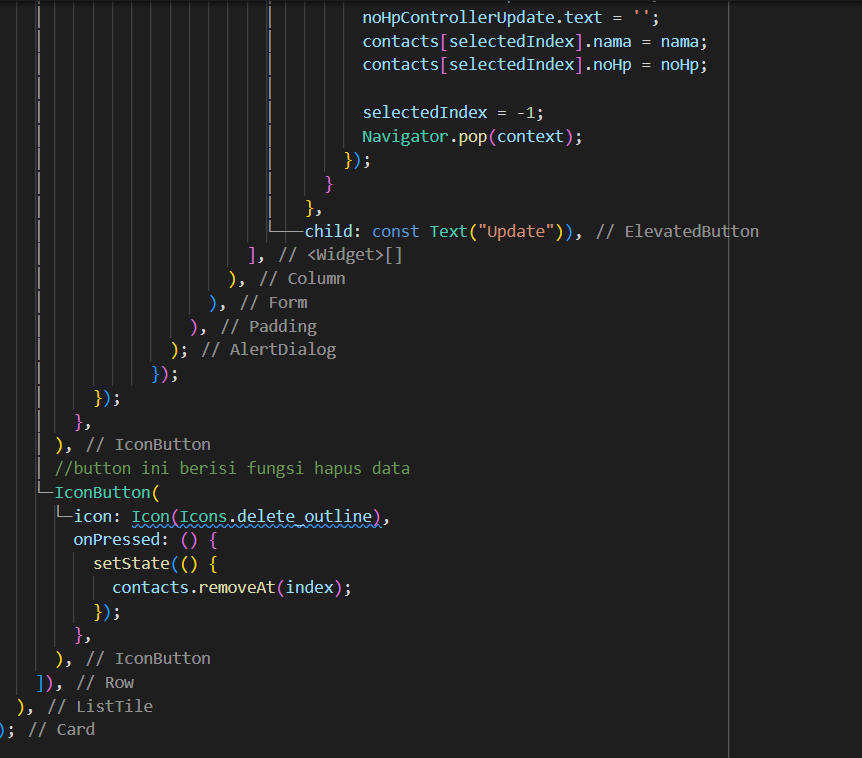 noHpControllerUpdate.text = '';
contacts[selectedIndex].nama = nama;
contacts[selectedIndex].noHp = noHp;
selectedIndex = -1;
Navigator.pop(context);
});
}
},
child: const Text("Update")), // ElevatedButton
], // <Widget>[]
), // Column
), // Form
), // Padding
); // AlertDialog
});
});
},
), // IconButton
//button ini berisi fungsi hapus data
IconButton(
icon: Icon(Icons.delete_outline),
onPressed: () {
setState(() {
contacts.removeAt(index);
});
},
), // IconButton
]), // Row
), // ListTile
); // Card